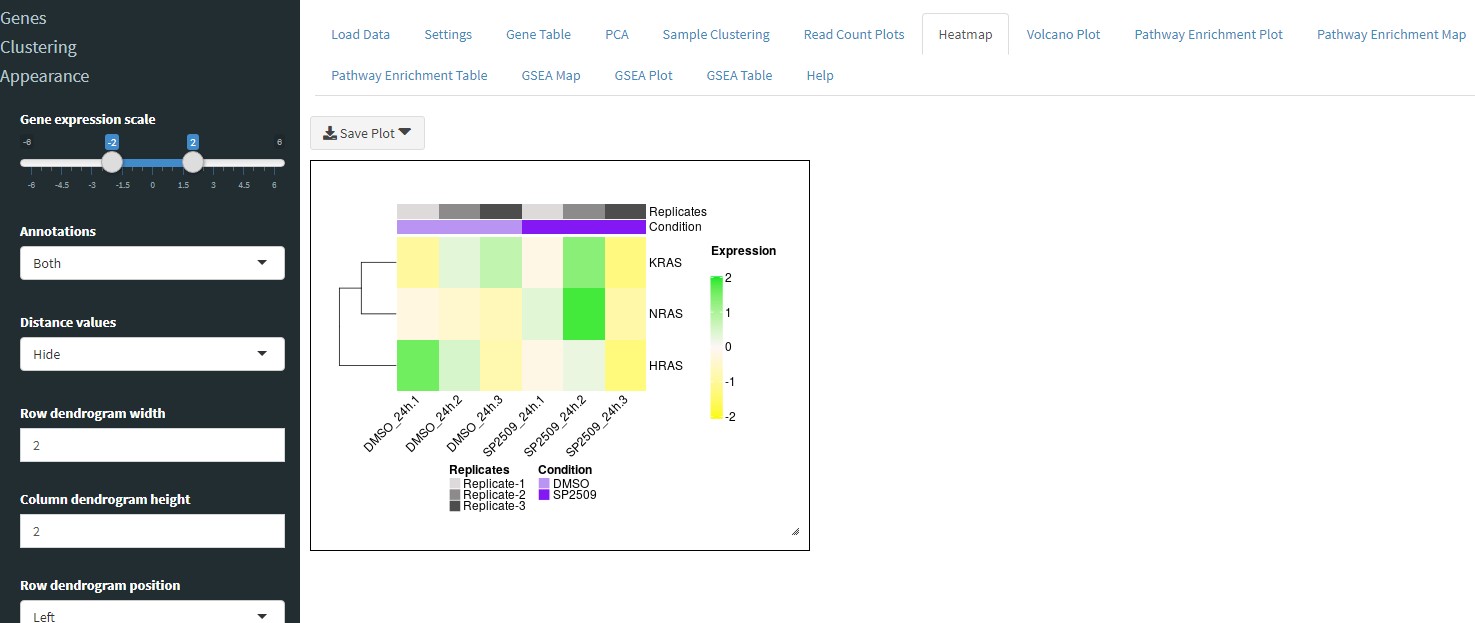 Genes
Clustering
Appearance
Gene expression scale
-6 -2 2 6
-6 -4.5 -3 -1.5 0 1.5 3 4.5 6
Annotations
Both
Distance values
Hide
Row dendrogram width
2
Column dendrogram height
2
Row dendrogram position
Left
Load Data Settings Gene Table PCA Sample Clustering Read Count Plots Heatmap Volcano Plot Pathway Enrichment Plot Pathway Enrichment Map
Pathway Enrichment Table GSEA Map GSEA Plot GSEA Table Help
Save Plot
Replicates
Condition
KRAS
NRAS
HRAS
Expression
2
1
0
-1
-2
DMSO_24h.1 DMSO_24h.2 DMSO_24h.3 SP2509_24h.1 SP2509_24h.2 SP2509_24h.3
Replicates Condition
Replicate-1 DMSO
Replicate-2 SP2509
Replicate-3